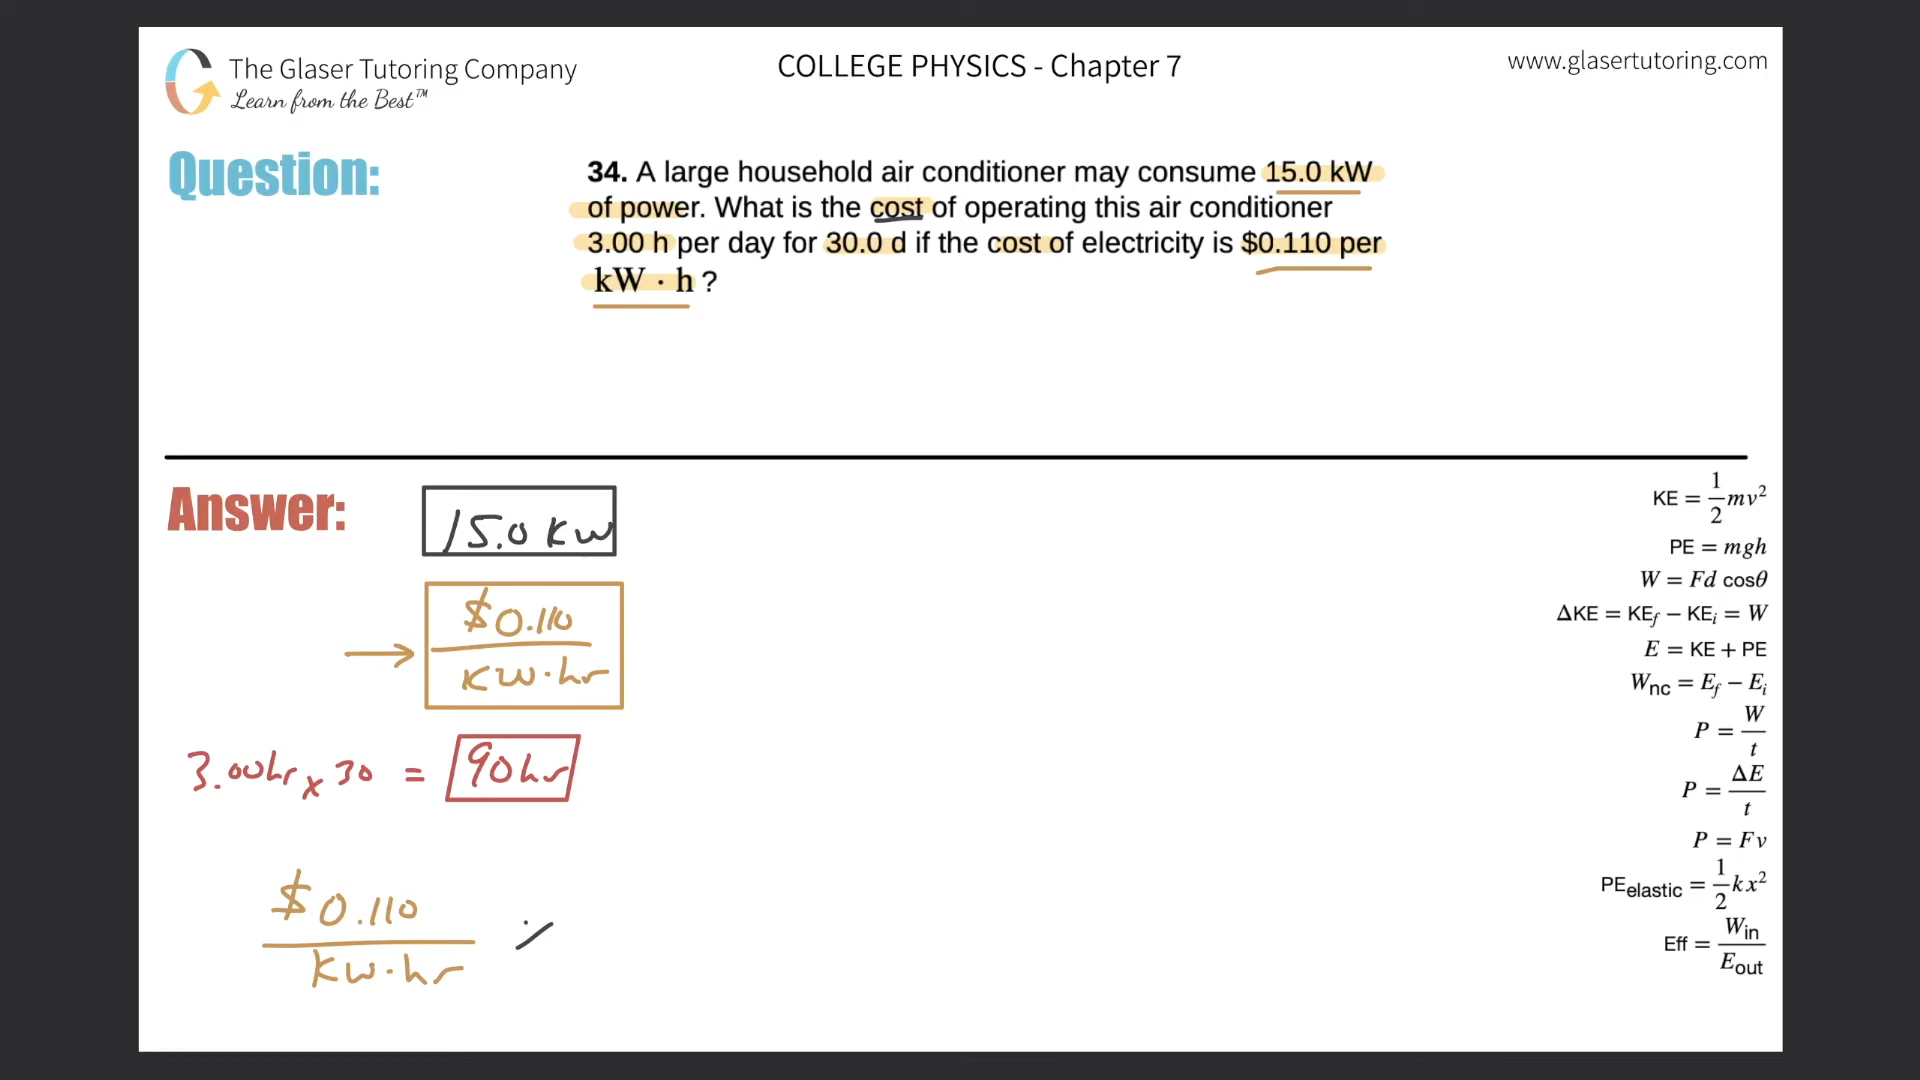 The Glaser Tutoring Company
Learn from the Best™
COLLEGE PHYSICS - Chapter 7
www.glasertutoring.com
Question:
34. A large household air conditioner may consume 15.0 kW
of power. What is the cost of operating this air conditioner
3.00 h per day for 30.0 d if the cost of electricity is $0.110 per
kW · h ?
Answer:
15.0 KW
$0.110
KW·hr
3.00hr x 30 = 90hr
$0.110
KW·hr
KE = 1/2 mv²
PE = mgh
W = Fd cosθ
ΔKE = KEf − KEi = W
E = KE + PE
Wnc = Ef − Ei
P = W/t
P = ΔE/t
P = Fv
PEelastic = 1/2 kx²
Eff = Win/Eout